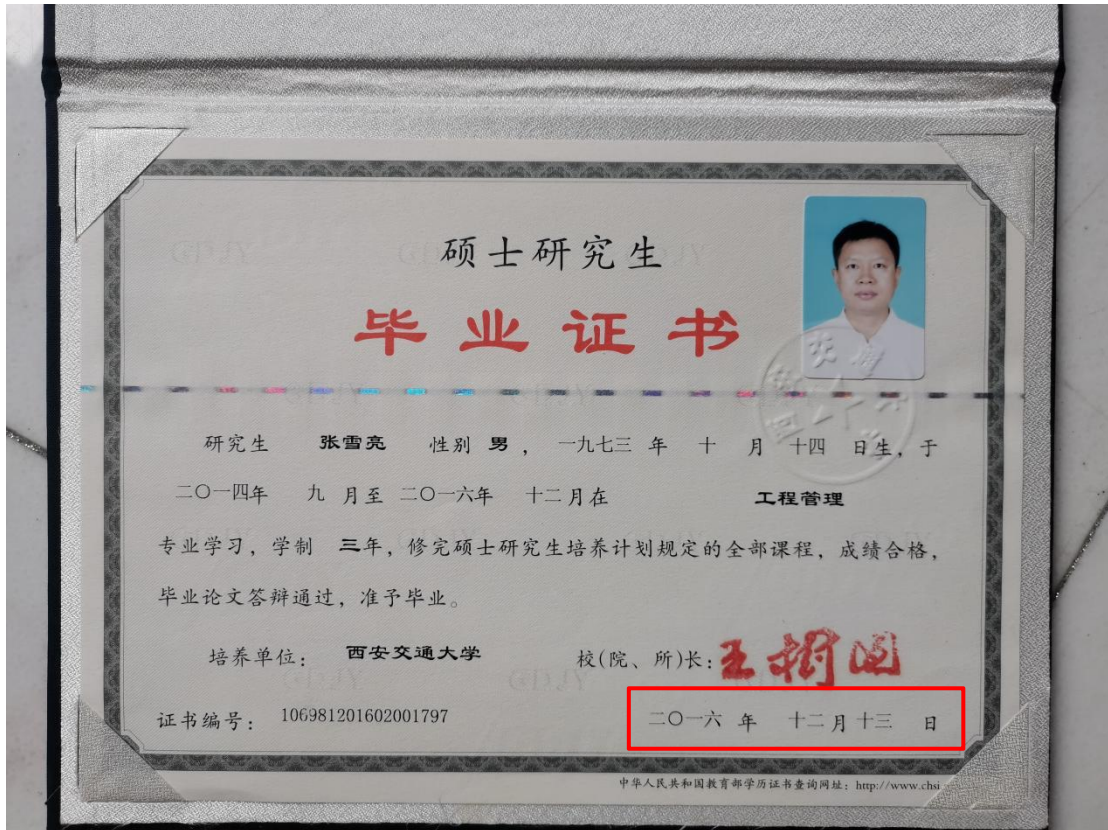 硕士研究生
毕业证书
研究生 张雪亮 性别 男， 一九七三 年 十 月 十四 日生，于
二〇一四年 九 月至 二〇一六年 十二月在 工程管理
专业学习，学制 三年，修完硕士研究生培养计划规定的全部课程，成绩合格，
毕业论文答辩通过，准予毕业。
培养单位： 西安交通大学 校(院、所)长：王树国
证书编号： 106981201602001797 二〇一六 年 十二月十三 日
中华人民共和国教育部学历证书查询网址：http://www.chsi